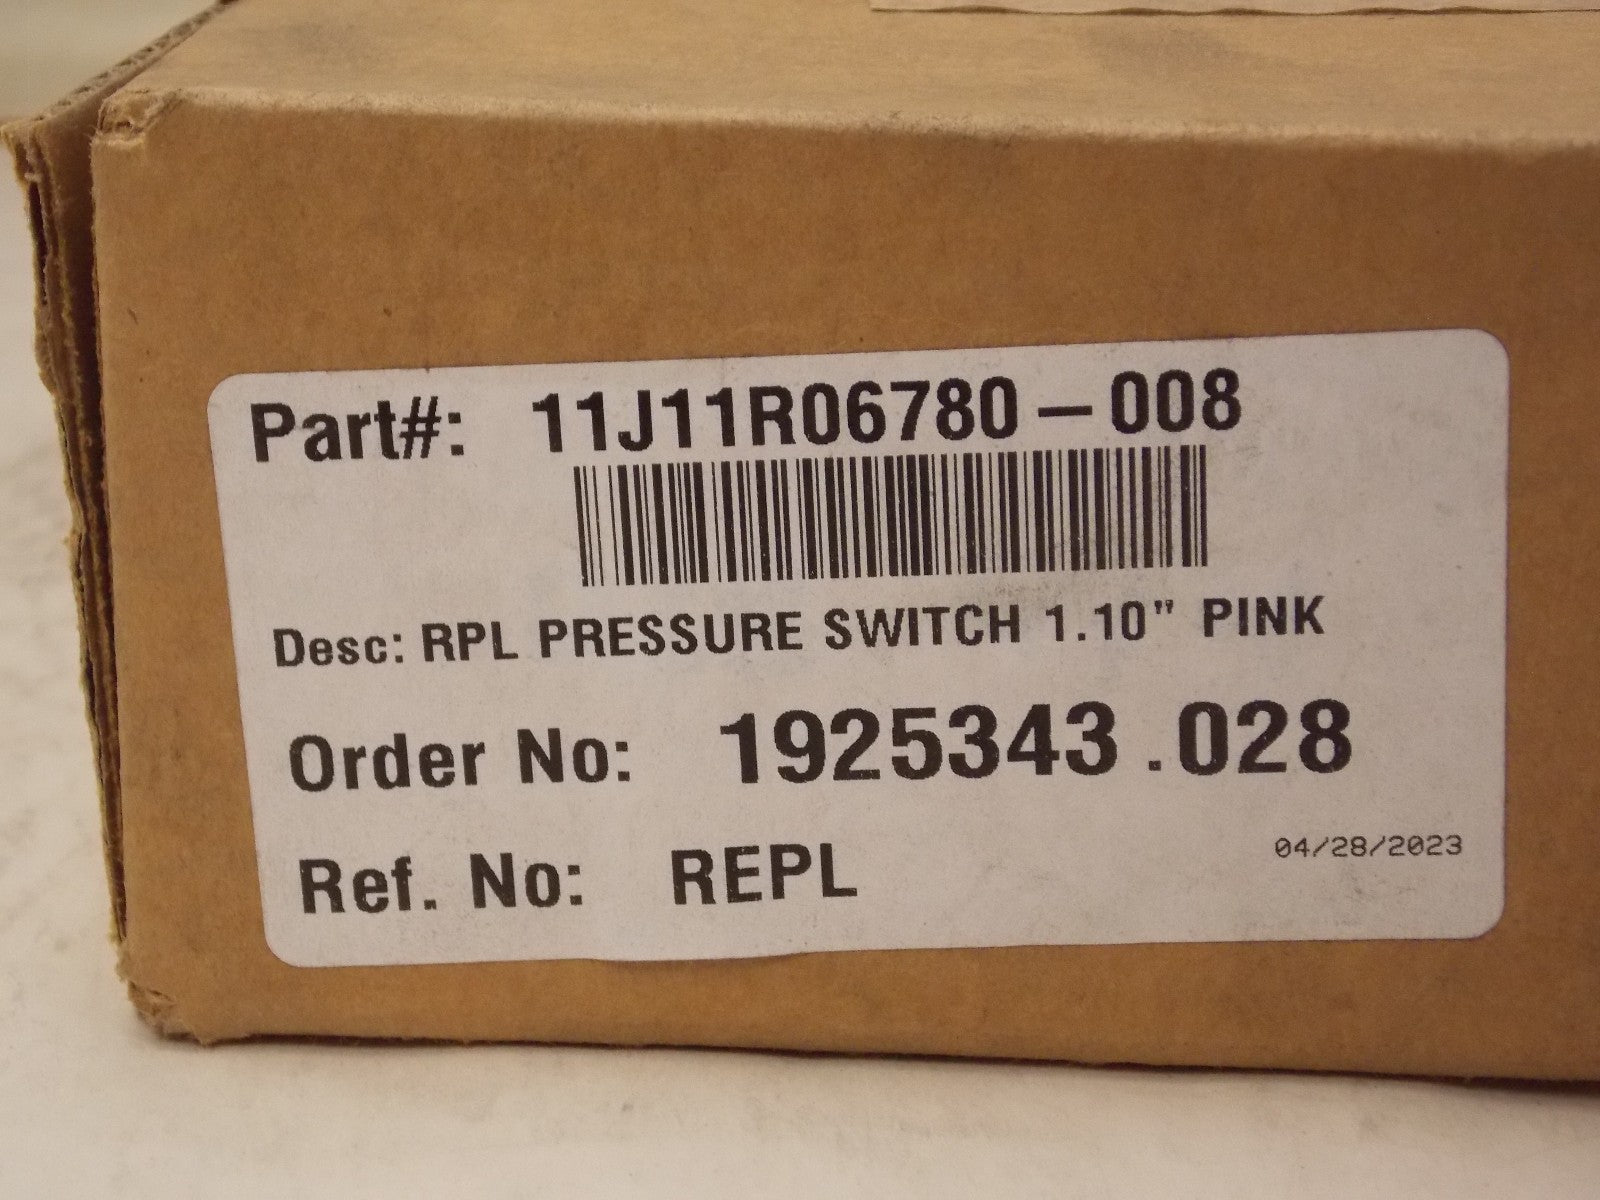 Part#: 11J11R06780-008
Desc: RPL PRESSURE SWITCH 1.10" PINK
Order No: 1925343.028
Ref. No: REPL 04/28/2023